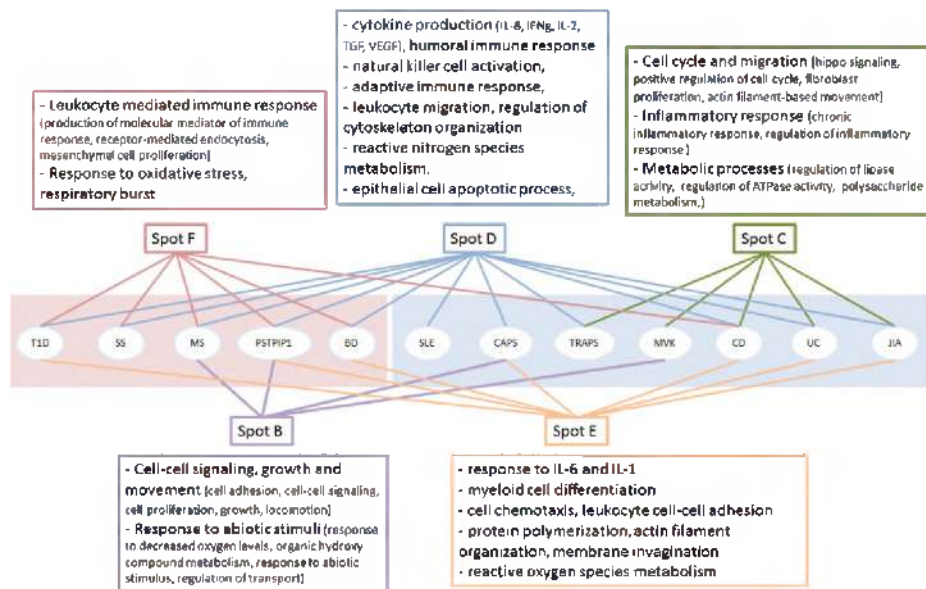 - Leukocyte mediated immune response
(production of molecular mediator of immune
response, receptor-mediated endocytosis,
mesenchymal cell proliferation)
- Response to oxidative stress,
respiratory burst
- cytokine production (IL-8, IFNg, IL-2,
TGF, VEGF), humoral immune response
- natural killer cell activation,
- adaptive immune response,
- leukocyte migration, regulation of
cytoskeleton organization
- reactive nitrogen species
metabolism,
- epithelial cell apoptotic process,
- Cell cycle and migration (hippo signaling,
positive regulation of cell cycle, fibroblast
proliferation, actin filament-based movement)
- Inflammatory response (chronic
inflammatory response, regulation of inflammatory
response)
- Metabolic processes (regulation of lipase
activity, regulation of ATPase activity, polysaccharide
metabolism,)
Spot F
Spot D
Spot C
T1D
SS
MS
PSTPIP1
BD
SLE
CAPS
TRAPS
MVK
CD
UC
JIA
Spot B
Spot E
- Cell-cell signaling, growth and
movement (cell adhesion, cell-cell signaling,
cell proliferation, growth, locomotion)
- Response to abiotic stimuli (response
to decreased oxygen levels, organic hydroxy
compound metabolism, response to abiotic
stimulus, regulation of transport)
- response to IL-6 and IL-1
- myeloid cell differentiation
- cell chemotaxis, leukocyte cell-cell adhesion
- protein polymerization, actin filament
organization, membrane invagination
- reactive oxygen species metabolism